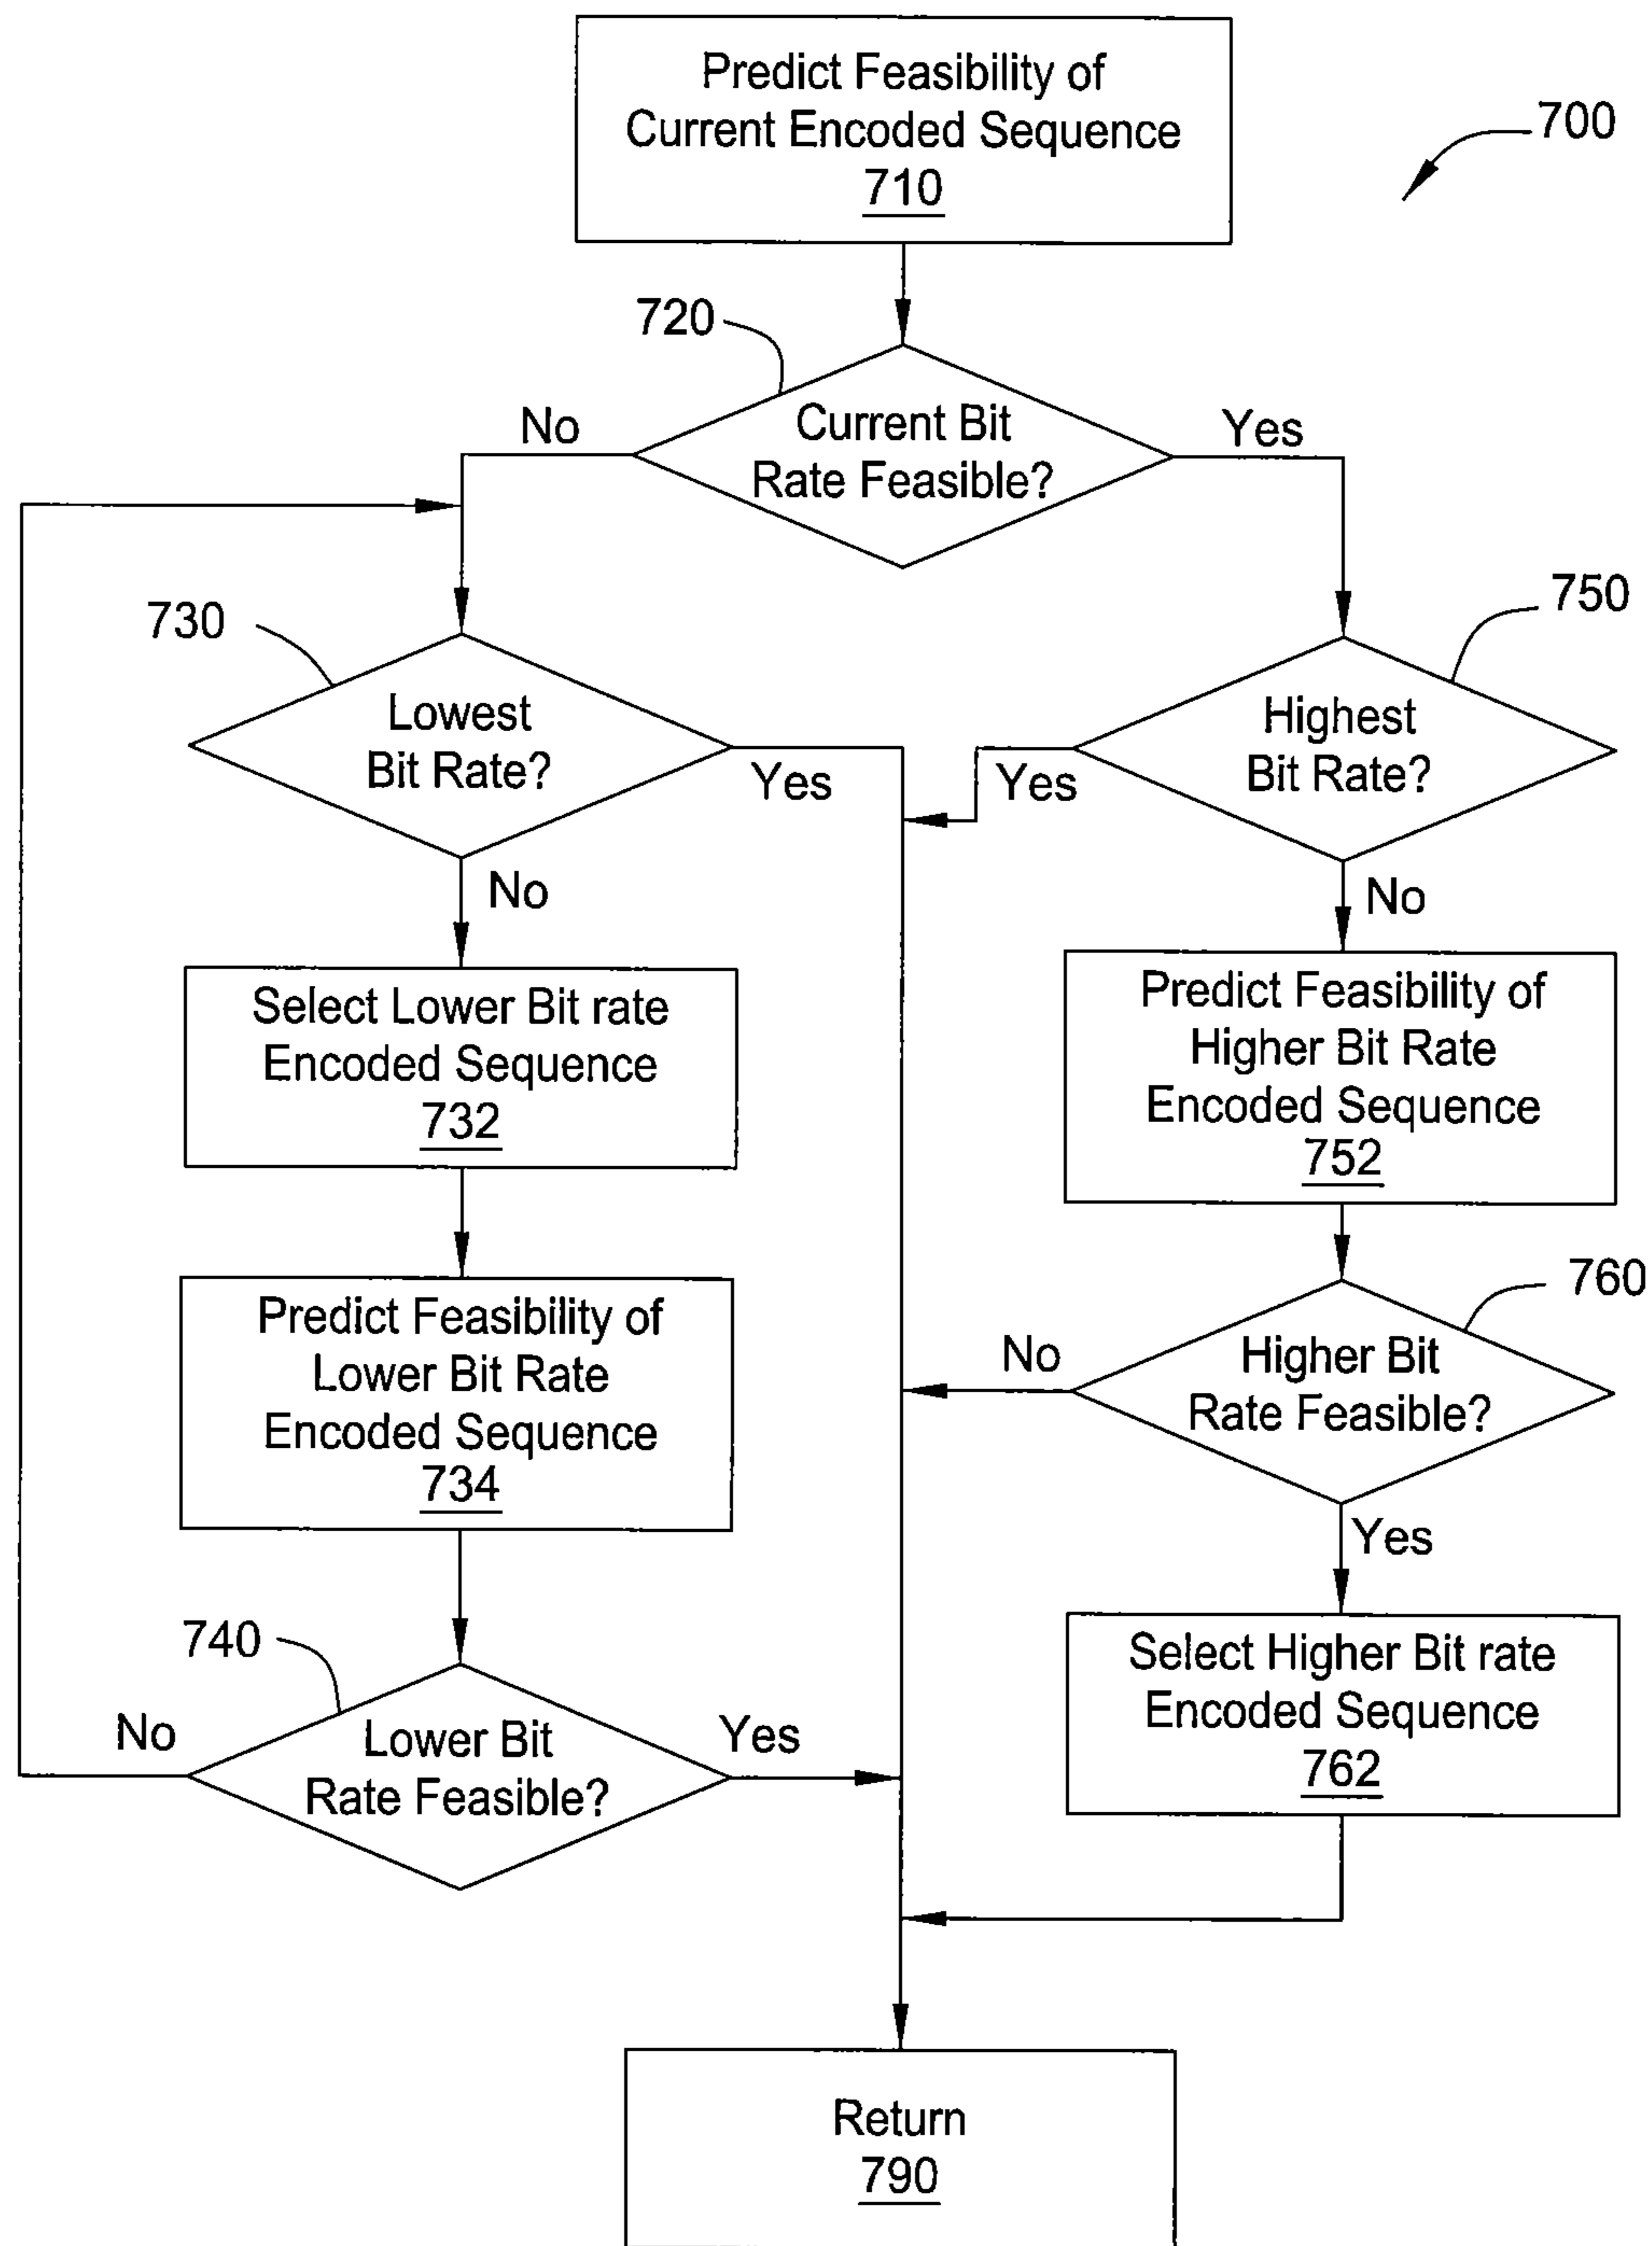 Predict Feasibility of
Current Encoded Sequence
710
700
720
No
Current Bit
Rate Feasible?
Yes
730
Lowest
Bit Rate?
Yes
No
750
Highest
Bit Rate?
Yes
No
Select Lower Bit rate
Encoded Sequence
732
Predict Feasibility of
Higher Bit Rate
Encoded Sequence
752
Predict Feasibility of
Lower Bit Rate
Encoded Sequence
734
760
No
Higher Bit
Rate Feasible?
Yes
740
No
Lower Bit
Rate Feasible?
Yes
Select Higher Bit rate
Encoded Sequence
762
Return
790